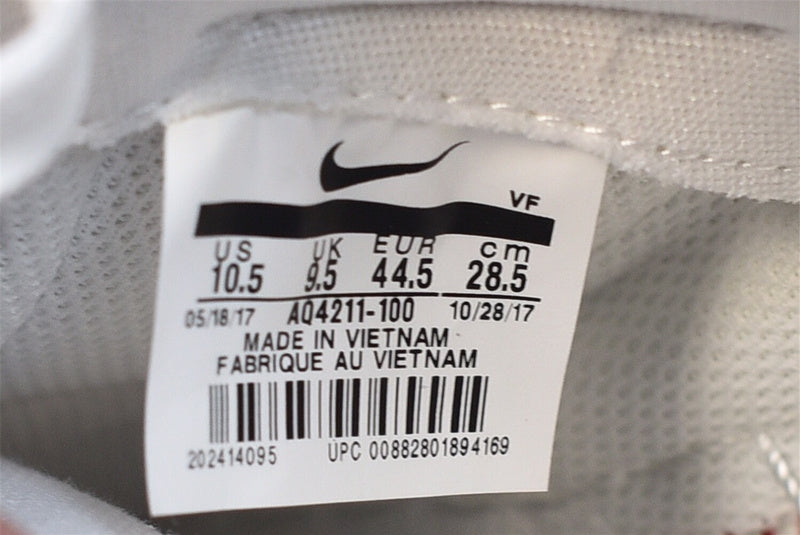 VF
US UK EUR cm
10.5 9.5 44.5 28.5
05/18/17 AQ4211-100 10/28/17
MADE IN VIETNAM
FABRIQUE AU VIETNAM
202414095 UPC 00882801894169